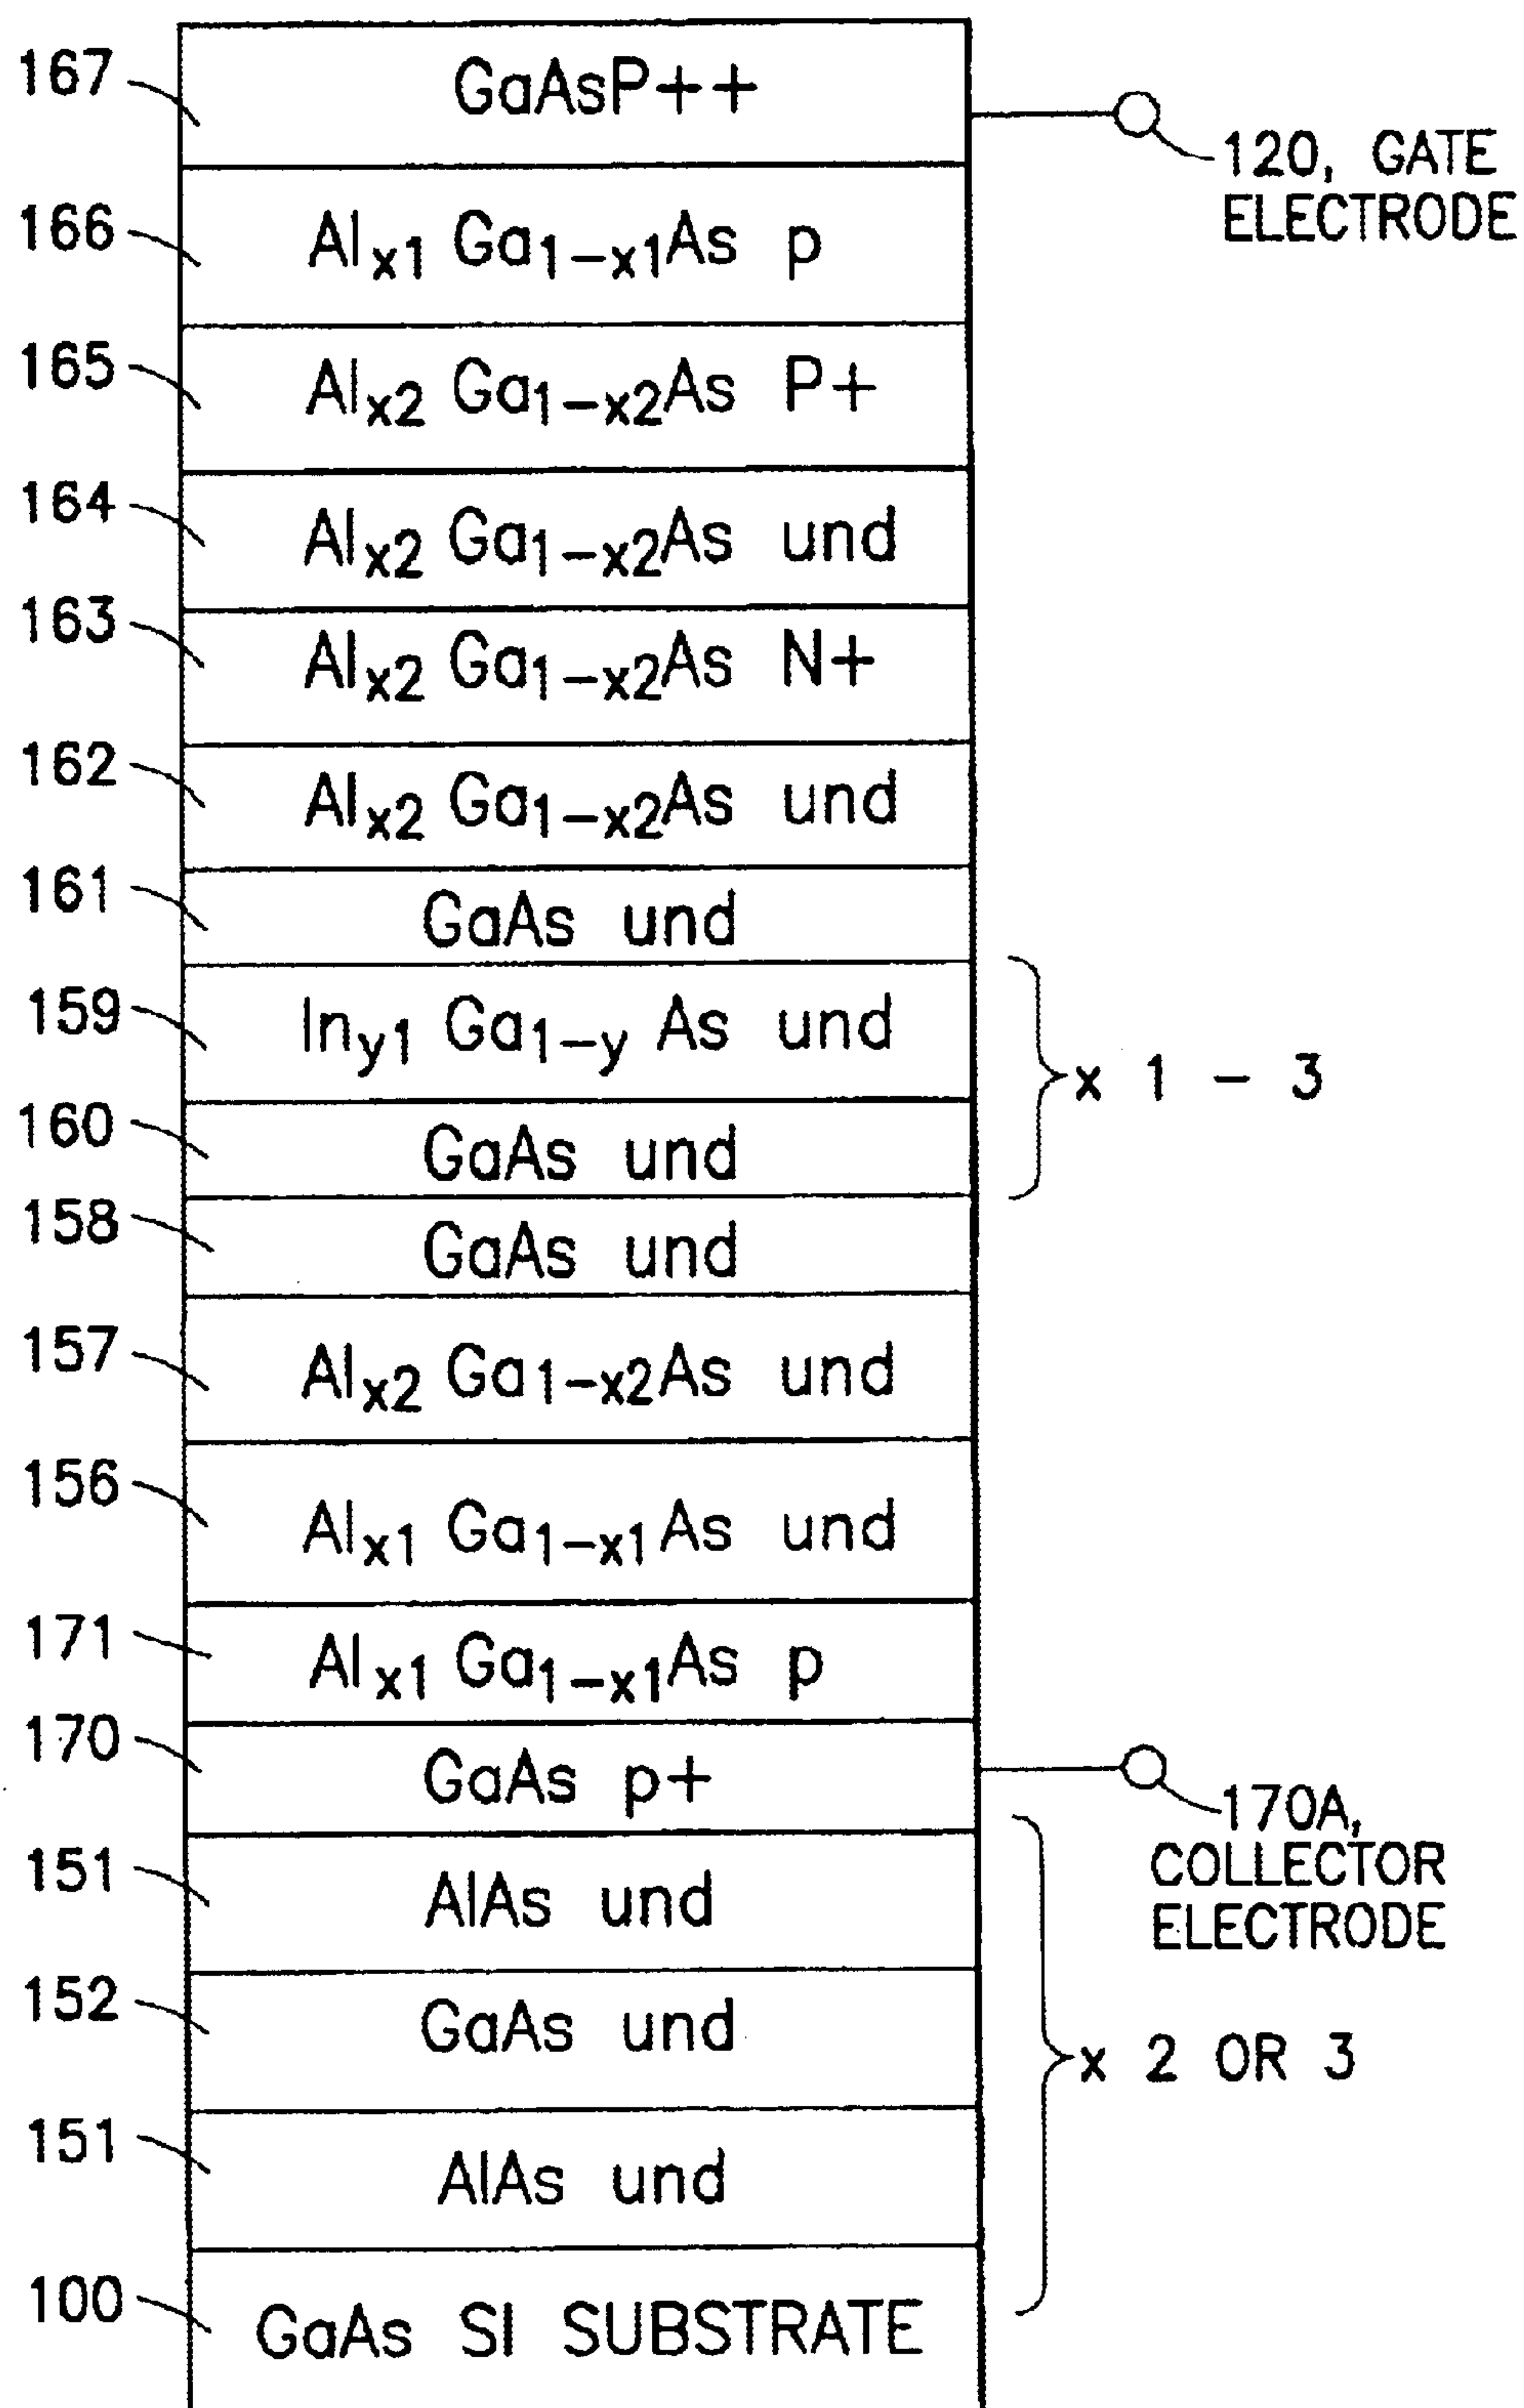 167 GaAsP++
120, GATE
ELECTRODE
166 Alx1 Ga1-x1As p
165 Alx2 Ga1-x2As P+
164 Alx2 Ga1-x2As und
163 Alx2 Ga1-x2As N+
162 Alx2 Ga1-x2As und
161 GaAs und
159 Iny1 Ga1-y As und
x 1 - 3
160 GaAs und
158 GaAs und
157 Alx2 Ga1-x2As und
156 Alx1 Ga1-x1As und
171 Alx1 Ga1-x1As p
170 GaAs p+
170A,
COLLECTOR
ELECTRODE
151 AlAs und
152 GaAs und
x 2 OR 3
151 AlAs und
100 GaAs SI SUBSTRATE